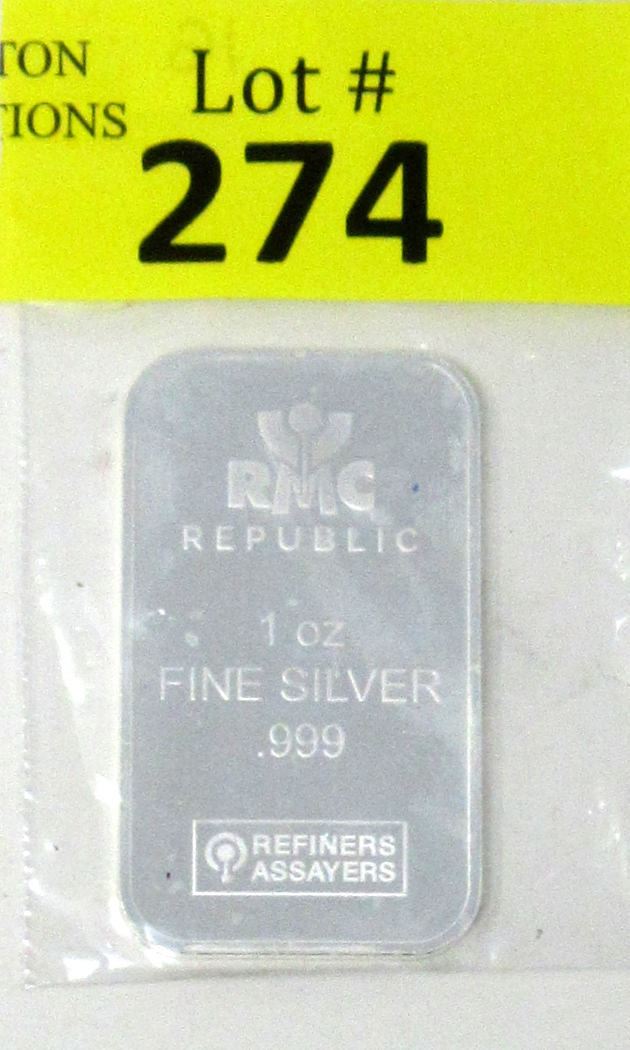 TON
TIONS
Lot #
274
RMC
REPUBLIC
1 oz
FINE SILVER
.999
REFINERS
ASSAYERS